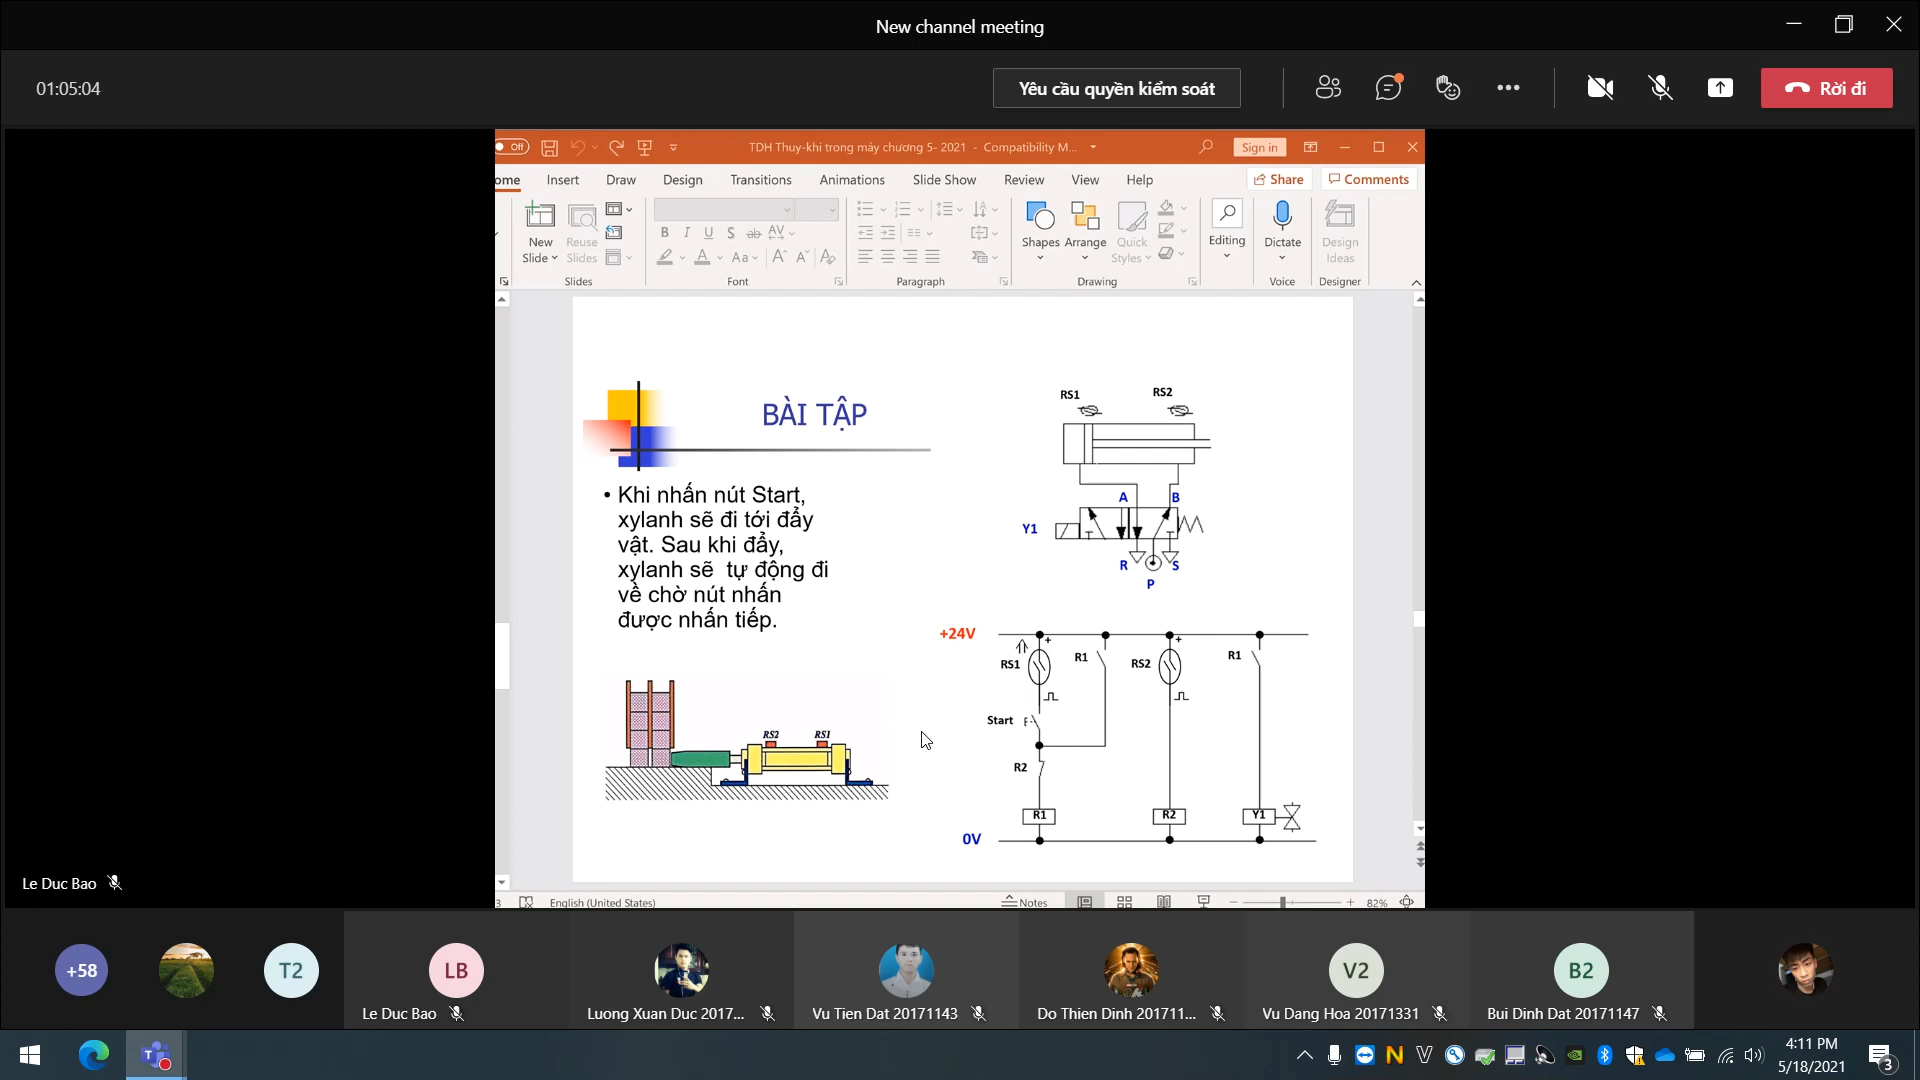 New channel meeting
01:05:04
Yêu cầu quyền kiểm soát
Rời đi
Off
TDH Thuy-khi trong máy chương 5- 2021 - Compatibility M...
Sign in
ome Insert Draw Design Transitions Animations Slide Show Review View Help
Share
Comments
New Slide
Reuse Slides
Shapes
Arrange
Quick Styles
Editing
Dictate
Design Ideas
Slides
Font
Paragraph
Drawing
Voice
Designer
BÀI TẬP
• Khi nhấn nút Start,
xylanh sẽ đi tới đẩy
vật. Sau khi đẩy,
xylanh sẽ tự động đi
về chờ nút nhấn
được nhấn tiếp.
RS2 RS1
RS1 RS2
A B
Y1
R S
P
+24V
RS1 + R1 RS2 + R1
Start
R2
R1 R2 Y1
0V
3 English (United States)
Notes
82%
Le Duc Bao
+58
T2
LB
V2
B2
Le Duc Bao
Luong Xuan Duc 2017...
Vu Tien Dat 20171143
Do Thien Dinh 201711...
Vu Dang Hoa 20171331
Bui Dinh Dat 20171147
4:11 PM
5/18/2021
3